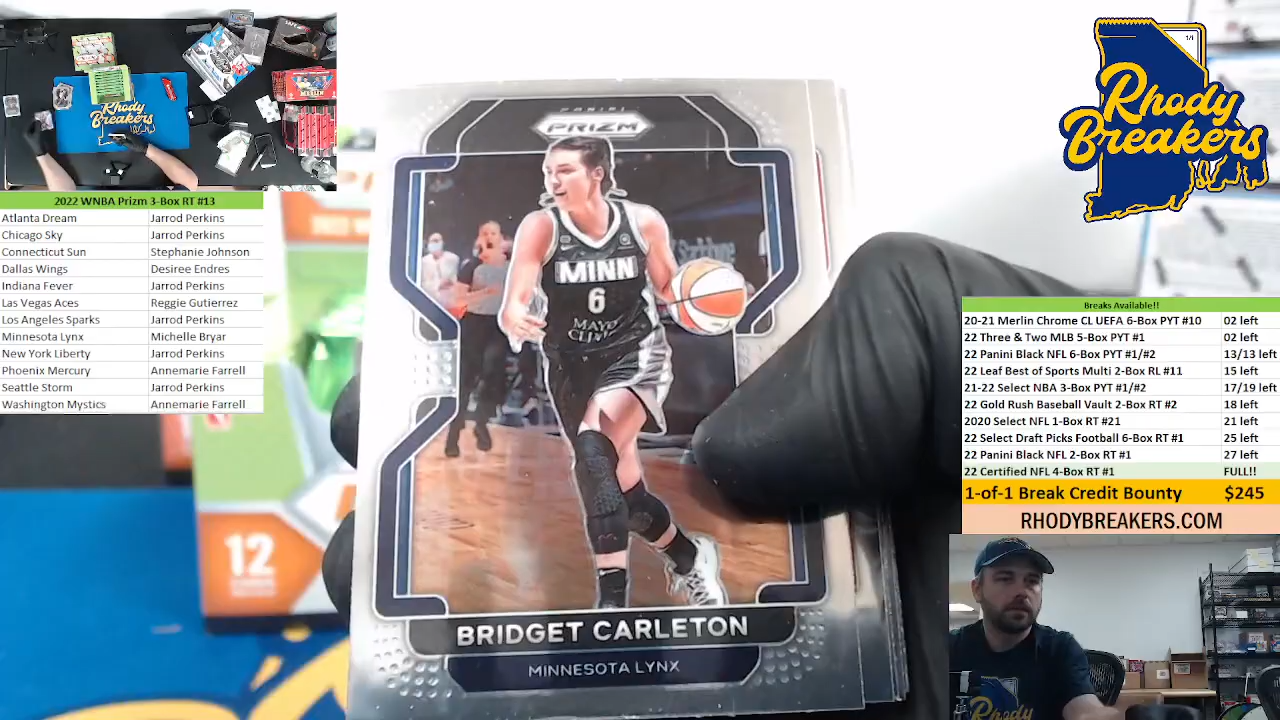 Rhody
Breakers
2022 WNBA Prizm 3-Box RT #13
Atlanta Dream Jarrod Perkins
Chicago Sky Jarrod Perkins
Connecticut Sun Stephanie Johnson
Dallas Wings Desiree Endres
Indiana Fever Jarrod Perkins
Las Vegas Aces Reggie Gutierrez
Los Angeles Sparks Jarrod Perkins
Minnesota Lynx Michelle Bryar
New York Liberty Jarrod Perkins
Phoenix Mercury Annemarie Farrell
Seattle Storm Jarrod Perkins
Washington Mystics Annemarie Farrell
12
PANINI
PRIZM
MINN
6
MAYO
CLINIC
BRIDGET CARLETON
MINNESOTA LYNX
1/1
Rhody
Breakers
Breaks Available!!
20-21 Merlin Chrome CL UEFA 6-Box PYT #10 02 left
22 Three & Two MLB 5-Box PYT #1 02 left
22 Panini Black NFL 6-Box PYT #1/#2 13/13 left
22 Leaf Best of Sports Multi 2-Box RL #11 15 left
21-22 Select NBA 3-Box PYT #1/#2 17/19 left
22 Gold Rush Baseball Vault 2-Box RT #2 18 left
2020 Select NFL 1-Box RT #21 21 left
22 Select Draft Picks Football 6-Box RT #1 25 left
22 Panini Black NFL 2-Box RT #1 27 left
22 Certified NFL 4-Box RT #1 FULL!!
1-of-1 Break Credit Bounty $245
RHODYBREAKERS.COM
Rhody